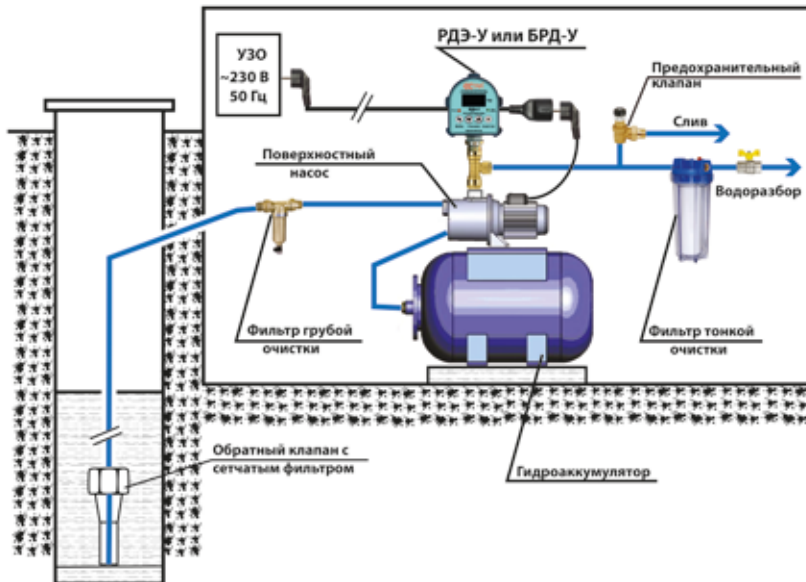 РДЭ-У или БРД-У
УЗО
~230 В
50 Гц
Предохранительный
клапан
Слив
Поверхностный
насос
Водоразбор
Фильтр грубой
очистки
Фильтр тонкой
очистки
Обратный клапан с
сетчатым фильтром
Гидроаккумулятор